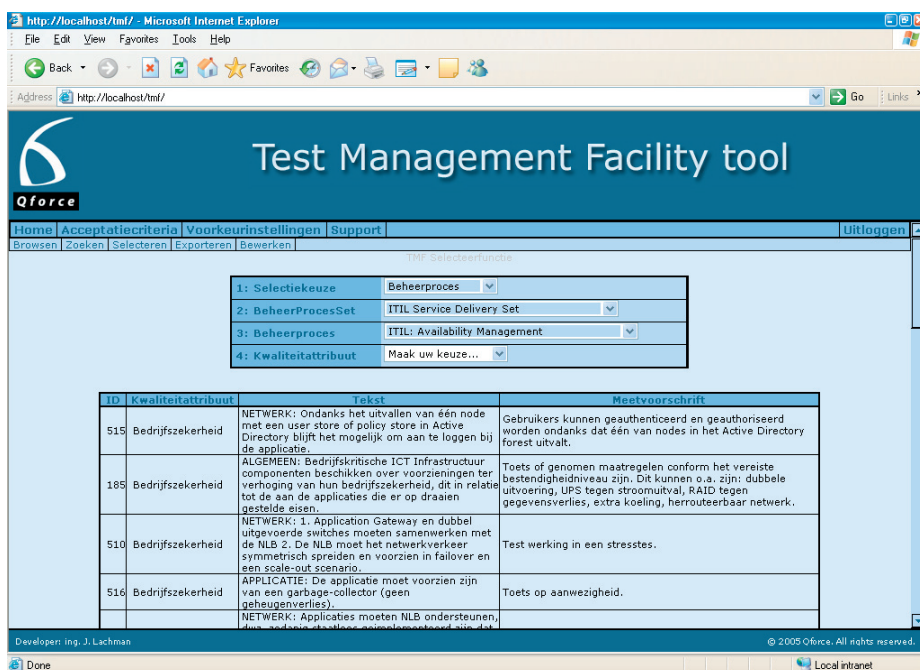 http://localhost/tmf/ - Microsoft Internet Explorer
File Edit View Favorites Tools Help
Back Favorites
Address http://localhost/tmf/ Go Links
Test Management Facility tool
Qforce
Home Acceptatiecriteria Voorkeurinstellingen Support Uitloggen
Browsen Zoeken Selecteren Exporteren Bewerken
TMF Selecteerfunctie
1: Selectiekeuze Beheerproces
2: BeheerProcesSet ITIL Service Delivery Set
3: Beheerproces ITIL: Availability Management
4: Kwaliteitattribuut Maak uw keuze...
ID Kwaliteitattribuut Tekst Meetvoorschrift
515 Bedrijfszekerheid
NETWERK: Ondanks het uitvallen van één node
met een user store of policy store in Active
Directory blijft het mogelijk om aan te loggen bij
de applicatie.
Gebruikers kunnen geauthenticeerd en geauthoriseerd
worden ondanks dat één van nodes in het Active Directory
forest uitvalt.
185 Bedrijfszekerheid
ALGEMEEN: Bedrijfskritische ICT Infrastructuur
componenten beschikken over voorzieningen ter
verhoging van hun bedrijfszekerheid, dit in relatie
tot de aan de applicaties die er op draaien
gestelde eisen.
Toets of genomen maatregelen conform het vereiste
bestendigheidniveau zijn. Dit kunnen o.a. zijn: dubbele
uitvoering, UPS tegen stroomuitval, RAID tegen
gegevensverlies, extra koeling, herrouteerbaar netwerk.
510 Bedrijfszekerheid
NETWERK: 1. Application Gateway en dubbel
uitgevoerde switches moeten samenwerken met
de NLB 2. De NLB moet het netwerkverkeer
symmetrisch spreiden en voorzien in failover en
een scale-out scenario.
Test werking in een stresstes.
516 Bedrijfszekerheid
APPLICATIE: De applicatie moet voorzien zijn
van een garbage-collector (geen
geheugenverlies).
Toets op aanwezigheid.
NETWERK: Applicaties moeten NLB ondersteunen,
dwz. zodanig staatloos geimplementeerd zijn dat
Developer: ing. J. Lachman © 2005 Qforce. All rights reserved.
Done Local intranet